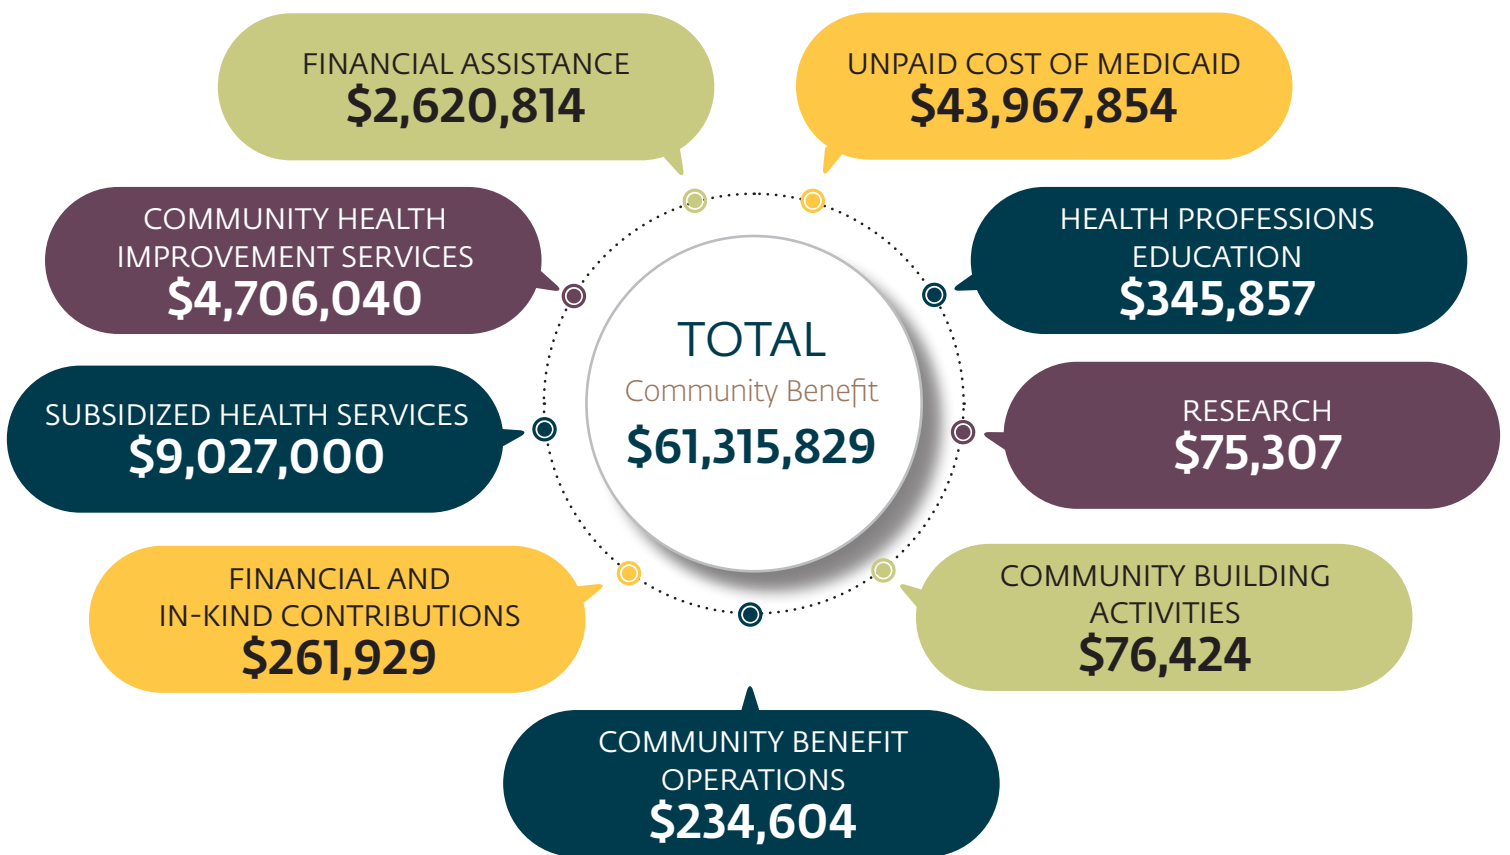 FINANCIAL ASSISTANCE
$2,620,814
UNPAID COST OF MEDICAID
$43,967,854
COMMUNITY HEALTH
IMPROVEMENT SERVICES
$4,706,040
HEALTH PROFESSIONS
EDUCATION
$345,857
TOTAL
Community Benefit
$61,315,829
SUBSIDIZED HEALTH SERVICES
$9,027,000
RESEARCH
$75,307
FINANCIAL AND
IN-KIND CONTRIBUTIONS
$261,929
COMMUNITY BUILDING
ACTIVITIES
$76,424
COMMUNITY BENEFIT
OPERATIONS
$234,604